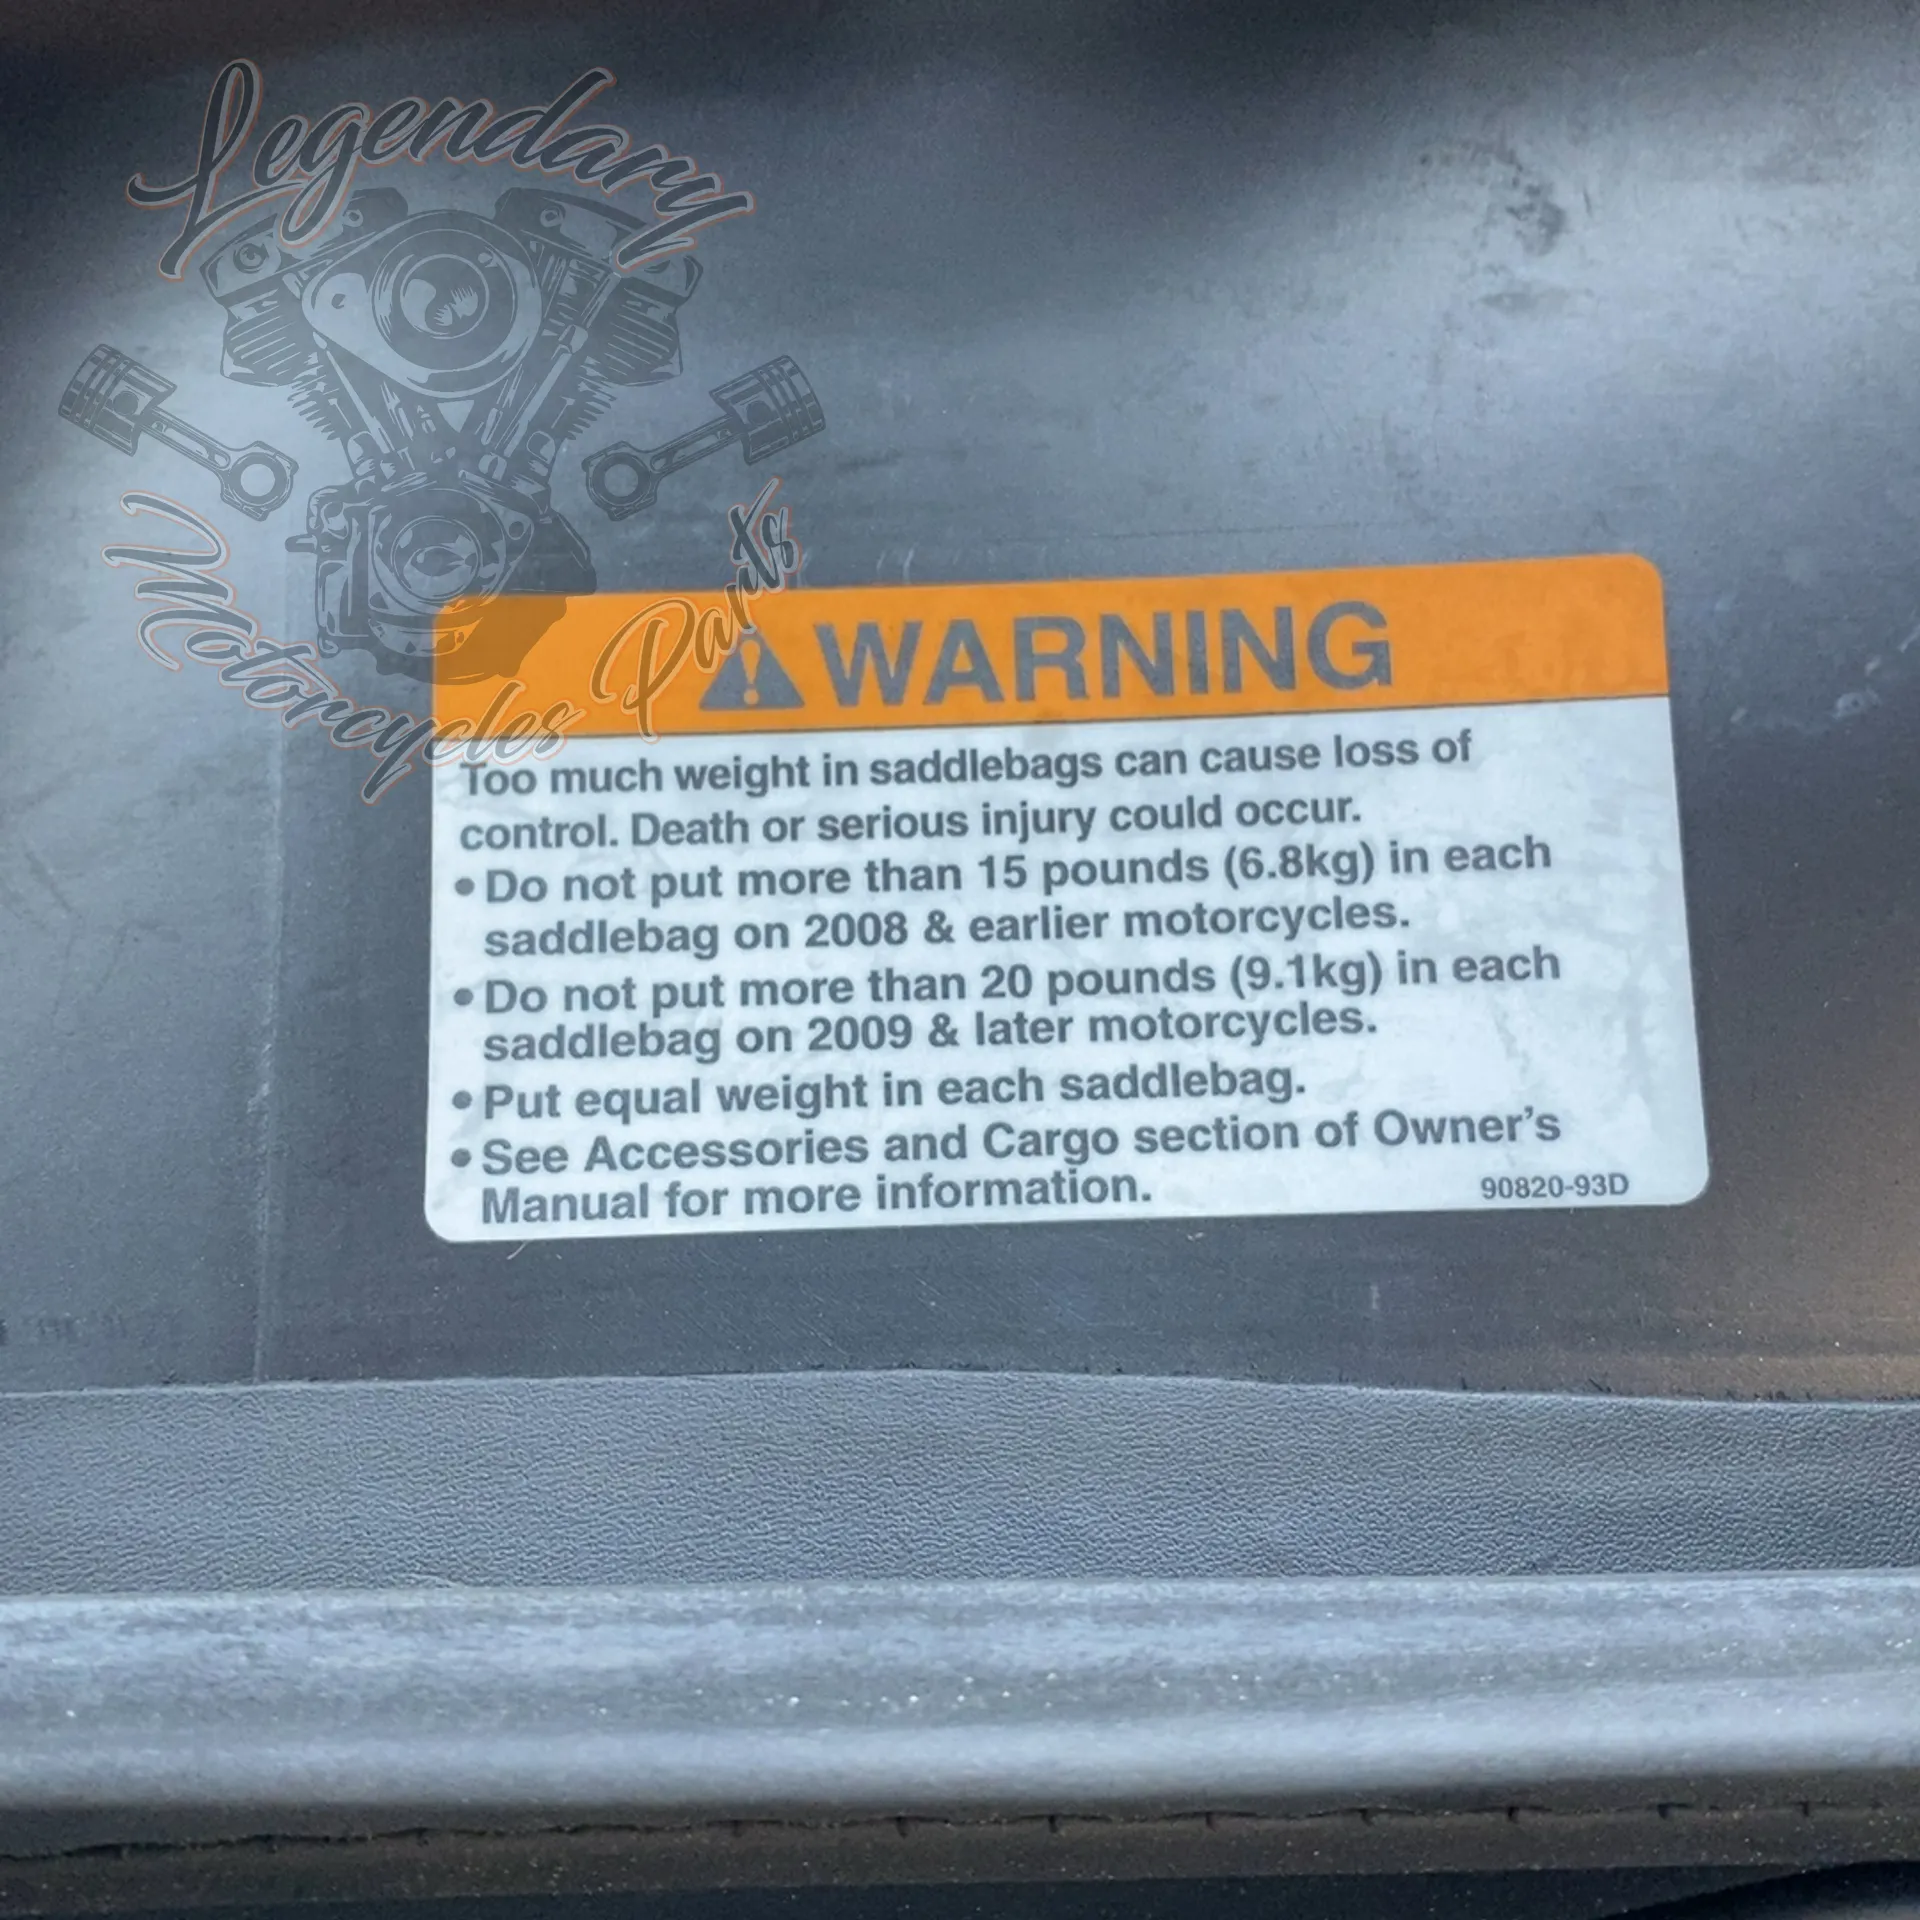 Legendary
Motorcycles Parts
WARNING
Too much weight in saddlebags can cause loss of
control. Death or serious injury could occur.
• Do not put more than 15 pounds (6.8kg) in each
saddlebag on 2008 & earlier motorcycles.
• Do not put more than 20 pounds (9.1kg) in each
saddlebag on 2009 & later motorcycles.
• Put equal weight in each saddlebag.
• See Accessories and Cargo section of Owner's
Manual for more information.
90820-93D